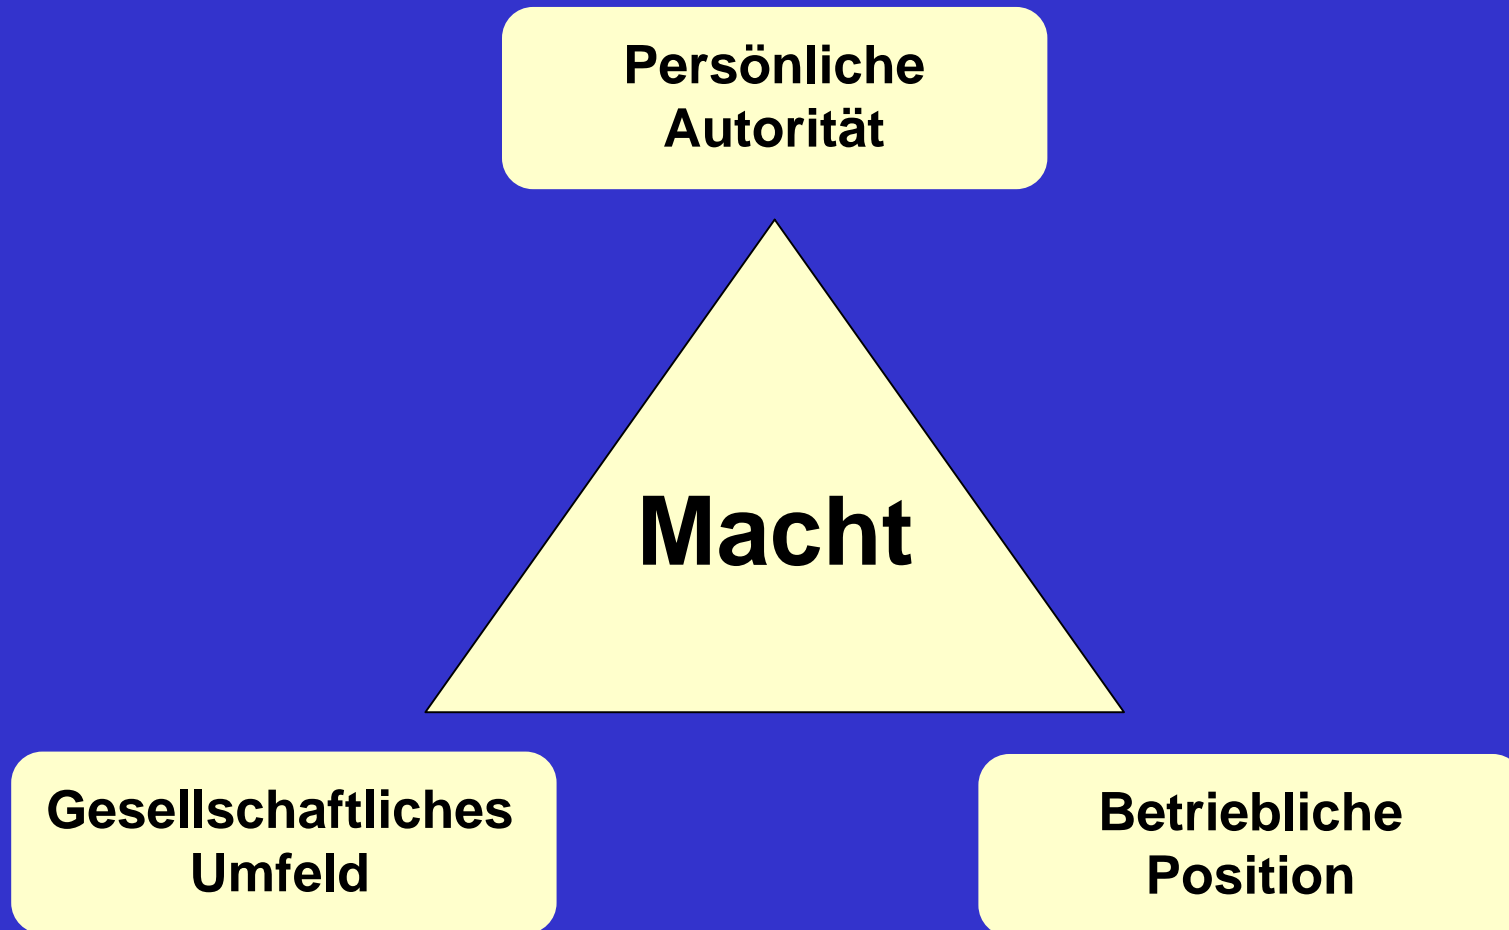 Persönliche
Autorität
Macht
Gesellschaftliches
Umfeld
Betriebliche
Position